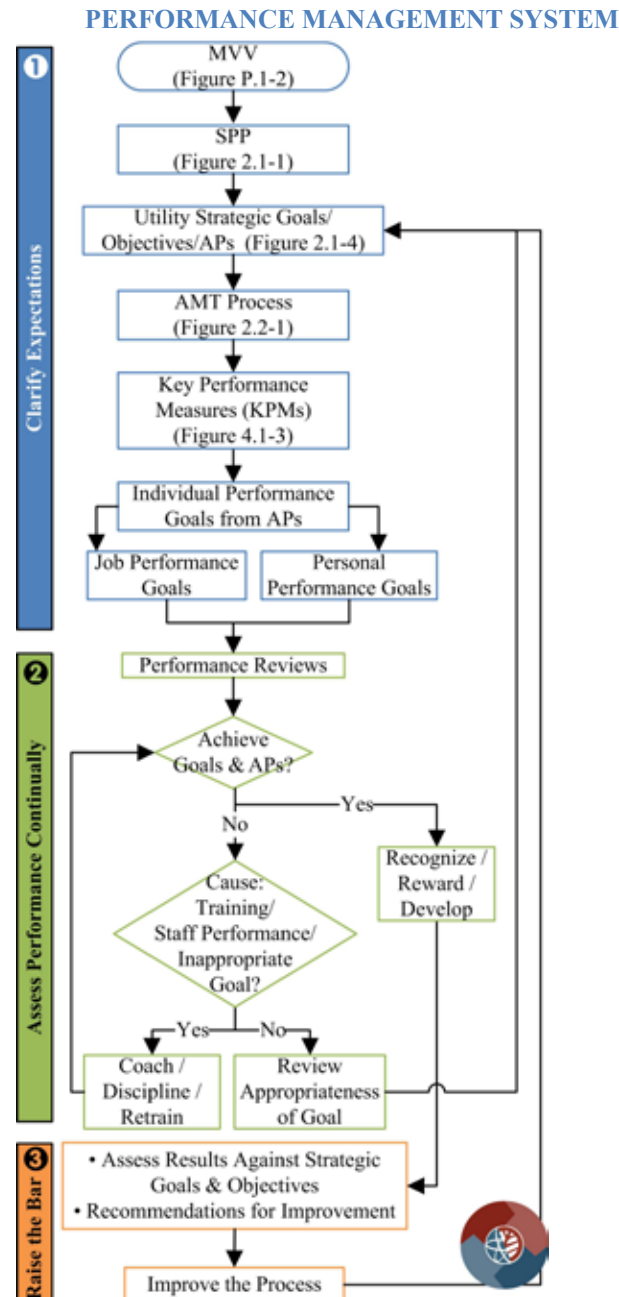 PERFORMANCE MANAGEMENT SYSTEM
❶
Clarify Expectations
MVV
(Figure P.1-2)
SPP
(Figure 2.1-1)
Utility Strategic Goals/
Objectives/APs (Figure 2.1-4)
AMT Process
(Figure 2.2-1)
Key Performance
Measures (KPMs)
(Figure 4.1-3)
Individual Performance
Goals from APs
Job Performance
Goals
Personal
Performance Goals
❷
Assess Performance Continually
Performance Reviews
Achieve
Goals & APs?
Yes
No
Recognize /
Reward /
Develop
Cause:
Training/
Staff Performance/
Inappropriate
Goal?
Yes
No
Coach /
Discipline /
Retrain
Review
Appropriateness
of Goal
❸
Raise the Bar
• Assess Results Against Strategic
Goals & Objectives
• Recommendations for Improvement
Improve the Process